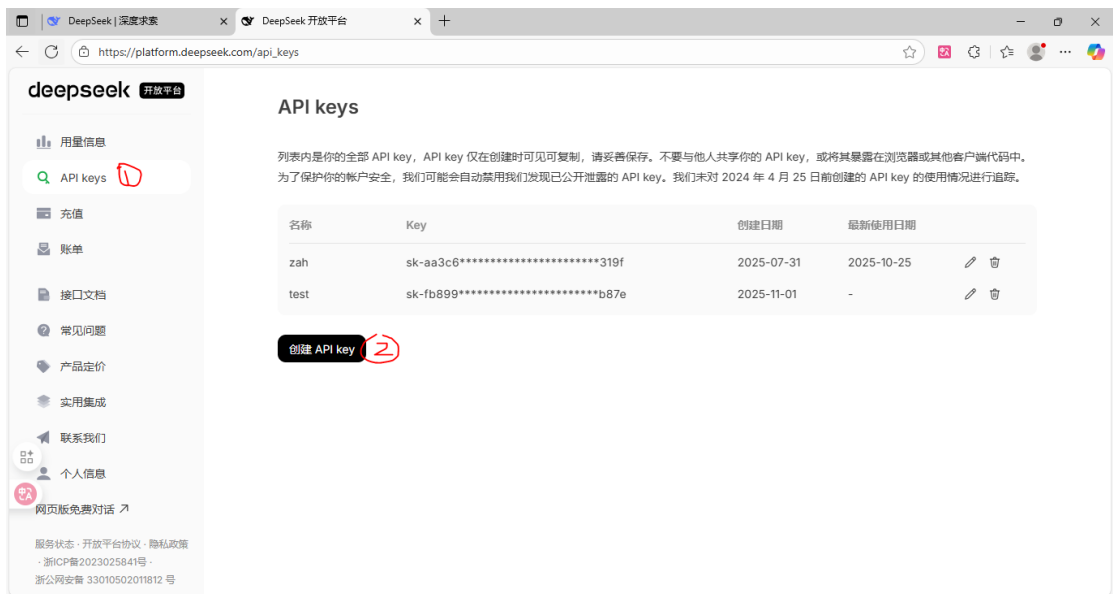 DeepSeek | 深度求索
DeepSeek 开放平台
https://platform.deepseek.com/api_keys
deepseek 开放平台
用量信息
API keys ①
充值
账单
接口文档
常见问题
产品定价
实用集成
联系我们
个人信息
网页版免费对话
服务状态 · 开放平台协议 · 隐私政策
· 浙ICP备2023025841号 ·
浙公网安备 33010502011812 号
API keys
列表内是你的全部 API key，API key 仅在创建时可见可复制，请妥善保存。不要与他人共享你的 API key，或将其暴露在浏览器或其他客户端代码中。
为了保护你的帐户安全，我们可能会自动禁用我们发现已公开泄露的 API key。我们未对 2024 年 4 月 25 日前创建的 API key 的使用情况进行追踪。
名称 Key 创建日期 最新使用日期
zah sk-aa3c6***********************319f 2025-07-31 2025-10-25
test sk-fb899***********************b87e 2025-11-01 -
创建 API key ②